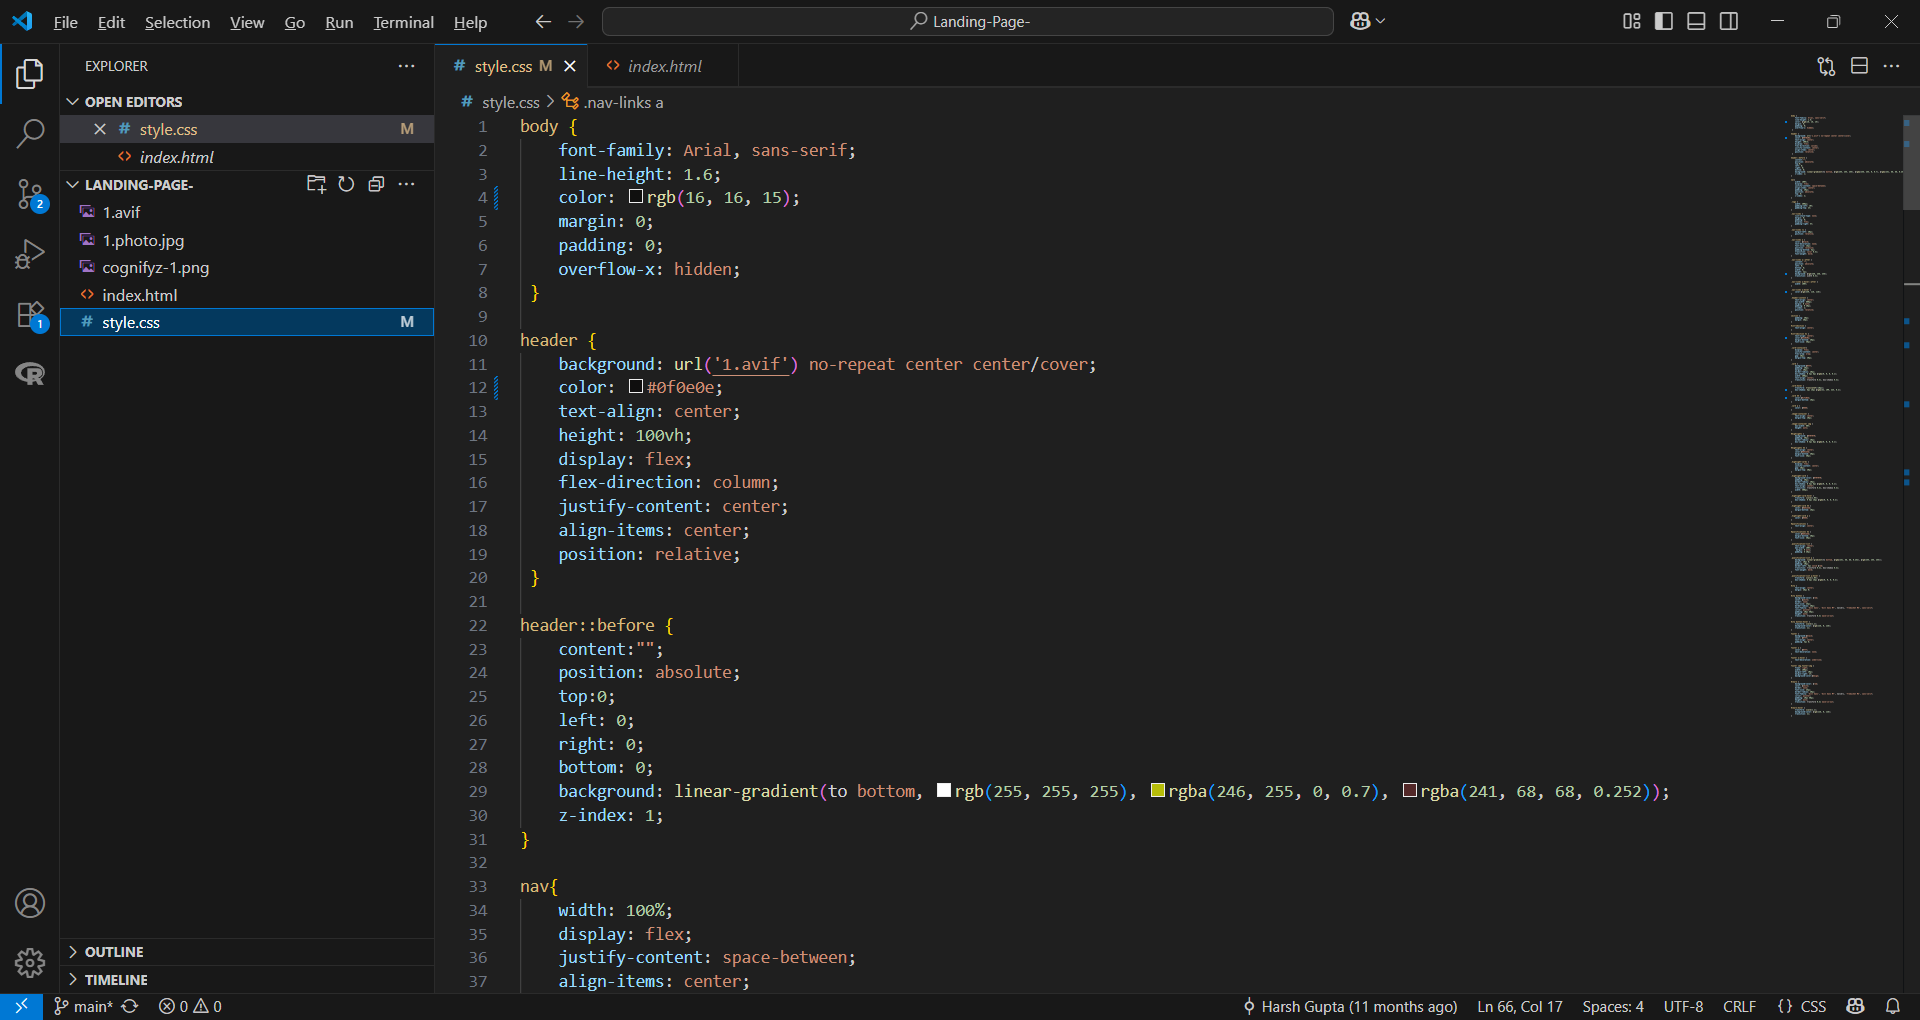 File Edit Selection View Go Run Terminal Help
Landing-Page-
EXPLORER
OPEN EDITORS
style.css M
index.html
LANDING-PAGE-
1.avif
1.photo.jpg
cognifyz-1.png
index.html
style.css M
OUTLINE
TIMELINE
2
1
style.css M
index.html
style.css > .nav-links a
1 body {
2 font-family: Arial, sans-serif;
3 line-height: 1.6;
4 color: rgb(16, 16, 15);
5 margin: 0;
6 padding: 0;
7 overflow-x: hidden;
8 }
9
10 header {
11 background: url('1.avif') no-repeat center center/cover;
12 color: #0f0e0e;
13 text-align: center;
14 height: 100vh;
15 display: flex;
16 flex-direction: column;
17 justify-content: center;
18 align-items: center;
19 position: relative;
20 }
21
22 header::before {
23 content:"";
24 position: absolute;
25 top:0;
26 left: 0;
27 right: 0;
28 bottom: 0;
29 background: linear-gradient(to bottom, rgb(255, 255, 255), rgba(246, 255, 0, 0.7), rgba(241, 68, 68, 0.252));
30 z-index: 1;
31 }
32
33 nav{
34 width: 100%;
35 display: flex;
36 justify-content: space-between;
37 align-items: center;
main* 0 0 Harsh Gupta (11 months ago) Ln 66, Col 17 Spaces: 4 UTF-8 CRLF {} CSS